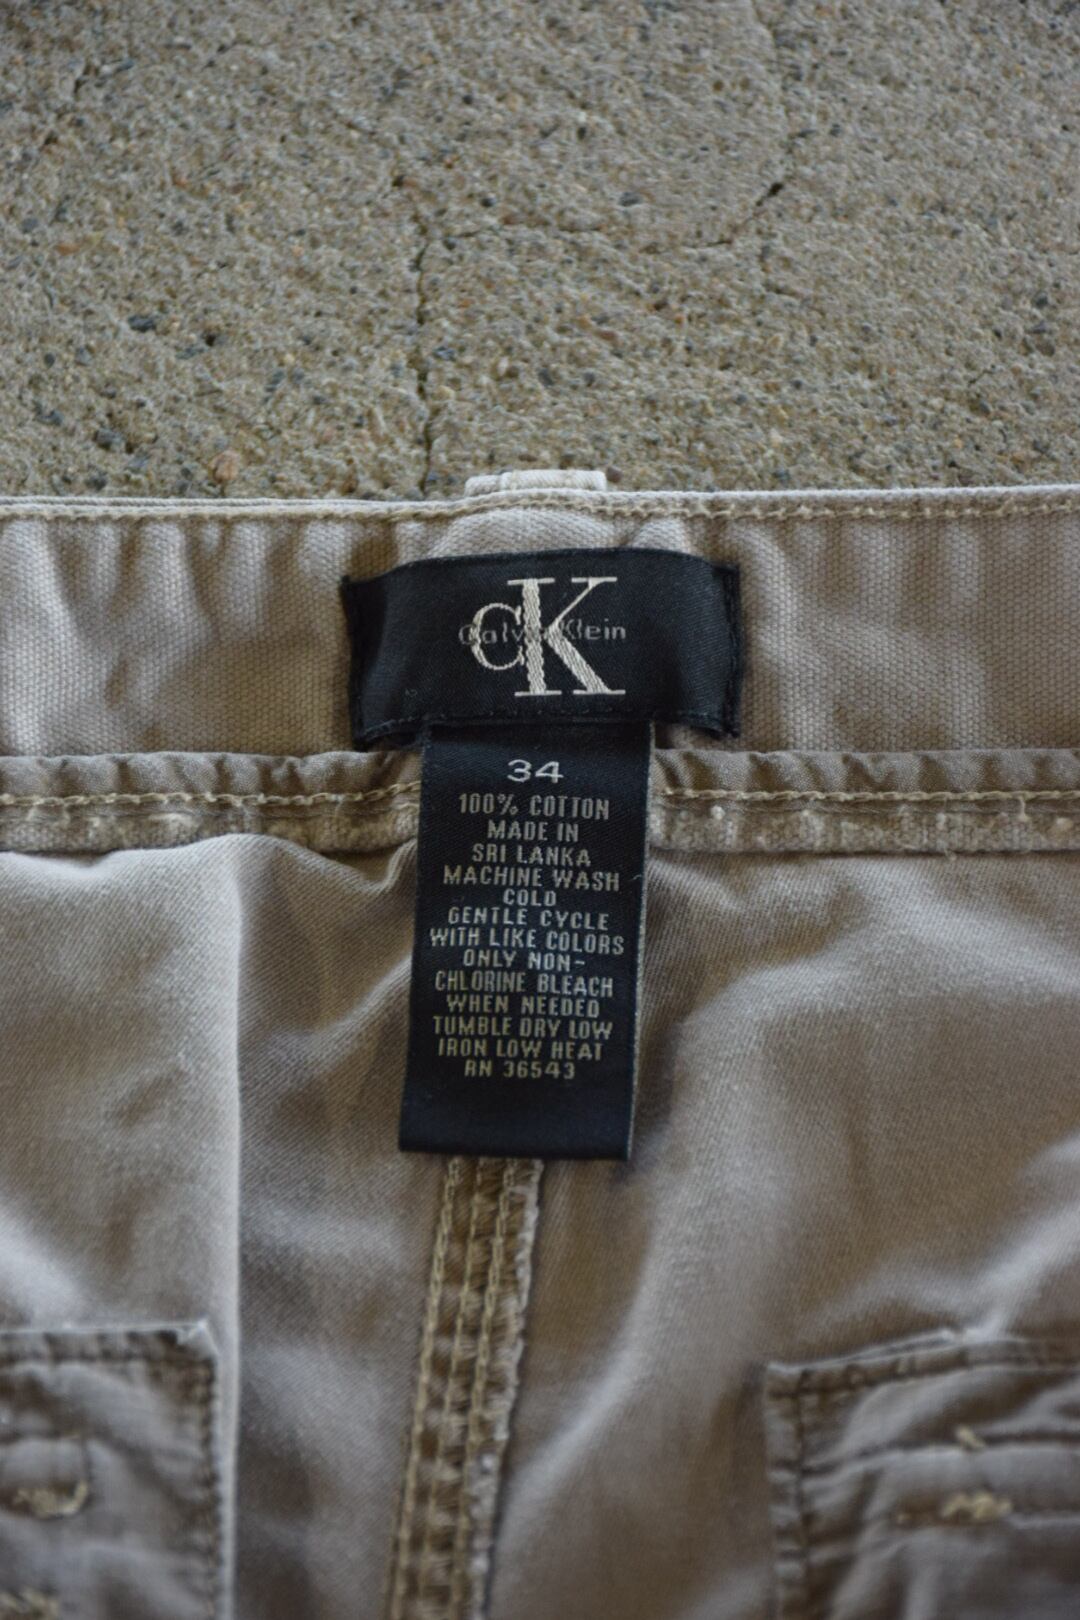 cK
Calvin Klein
34
100% COTTON
MADE IN
SRI LANKA
MACHINE WASH
COLD
GENTLE CYCLE
WITH LIKE COLORS
ONLY NON-
CHLORINE BLEACH
WHEN NEEDED
TUMBLE DRY LOW
IRON LOW HEAT
RN 36543